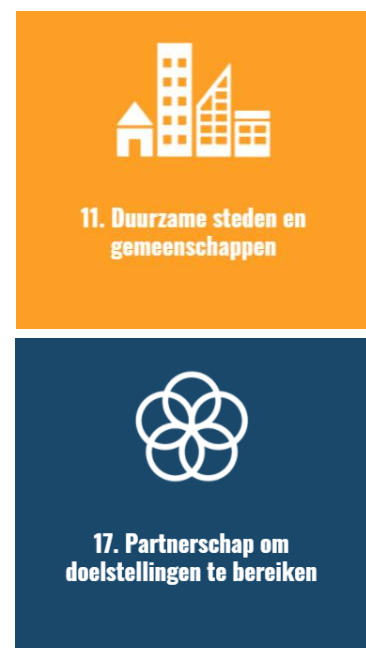 11. Duurzame steden en
gemeenschappen
17. Partnerschap om
doelstellingen te bereiken